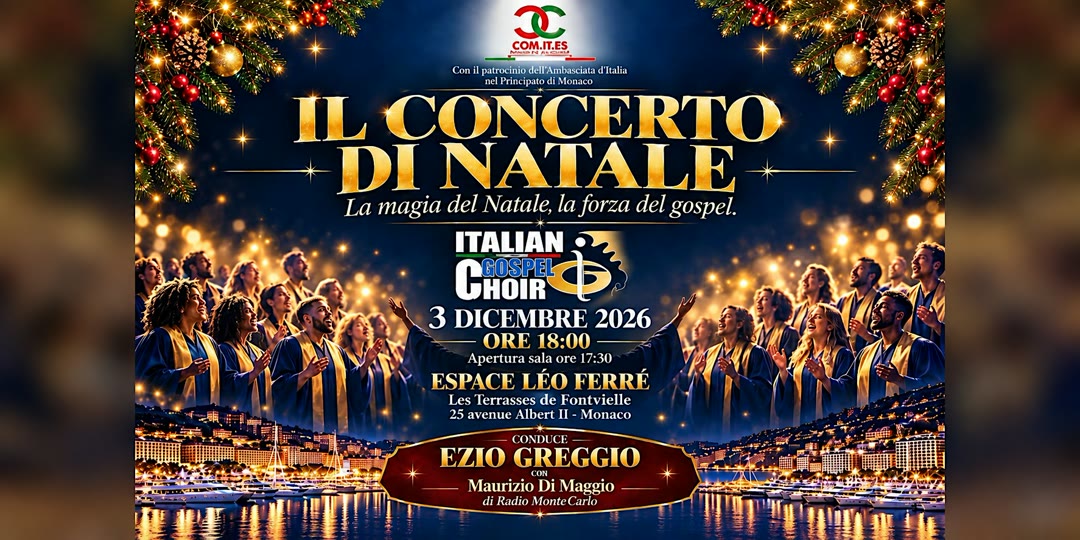 COM.IT.ES
Con il patrocinio dell'Ambasciata d'Italia
nel Principato di Monaco
IL CONCERTO
DI NATALE
La magia del Natale, la forza del gospel.
ITALIAN
GOSPEL
CHOIR
3 DICEMBRE 2026
ORE 18:00
Apertura sala ore 17:30
ESPACE LÉO FERRÉ
Les Terrasses de Fontvielle
25 avenue Albert II - Monaco
CONDUCE
EZIO GREGGIO
CON
Maurizio Di Maggio
di Radio MonteCarlo